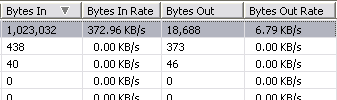 Bytes In Bytes In Rate Bytes Out Bytes Out Rate
1,023,032 372.96 KB/s 18,688 6.79 KB/s
438 0.00 KB/s 373 0.00 KB/s
40 0.00 KB/s 46 0.00 KB/s
0 0.00 KB/s 0 0.00 KB/s
0 0.00 KB/s 0 0.00 KB/s